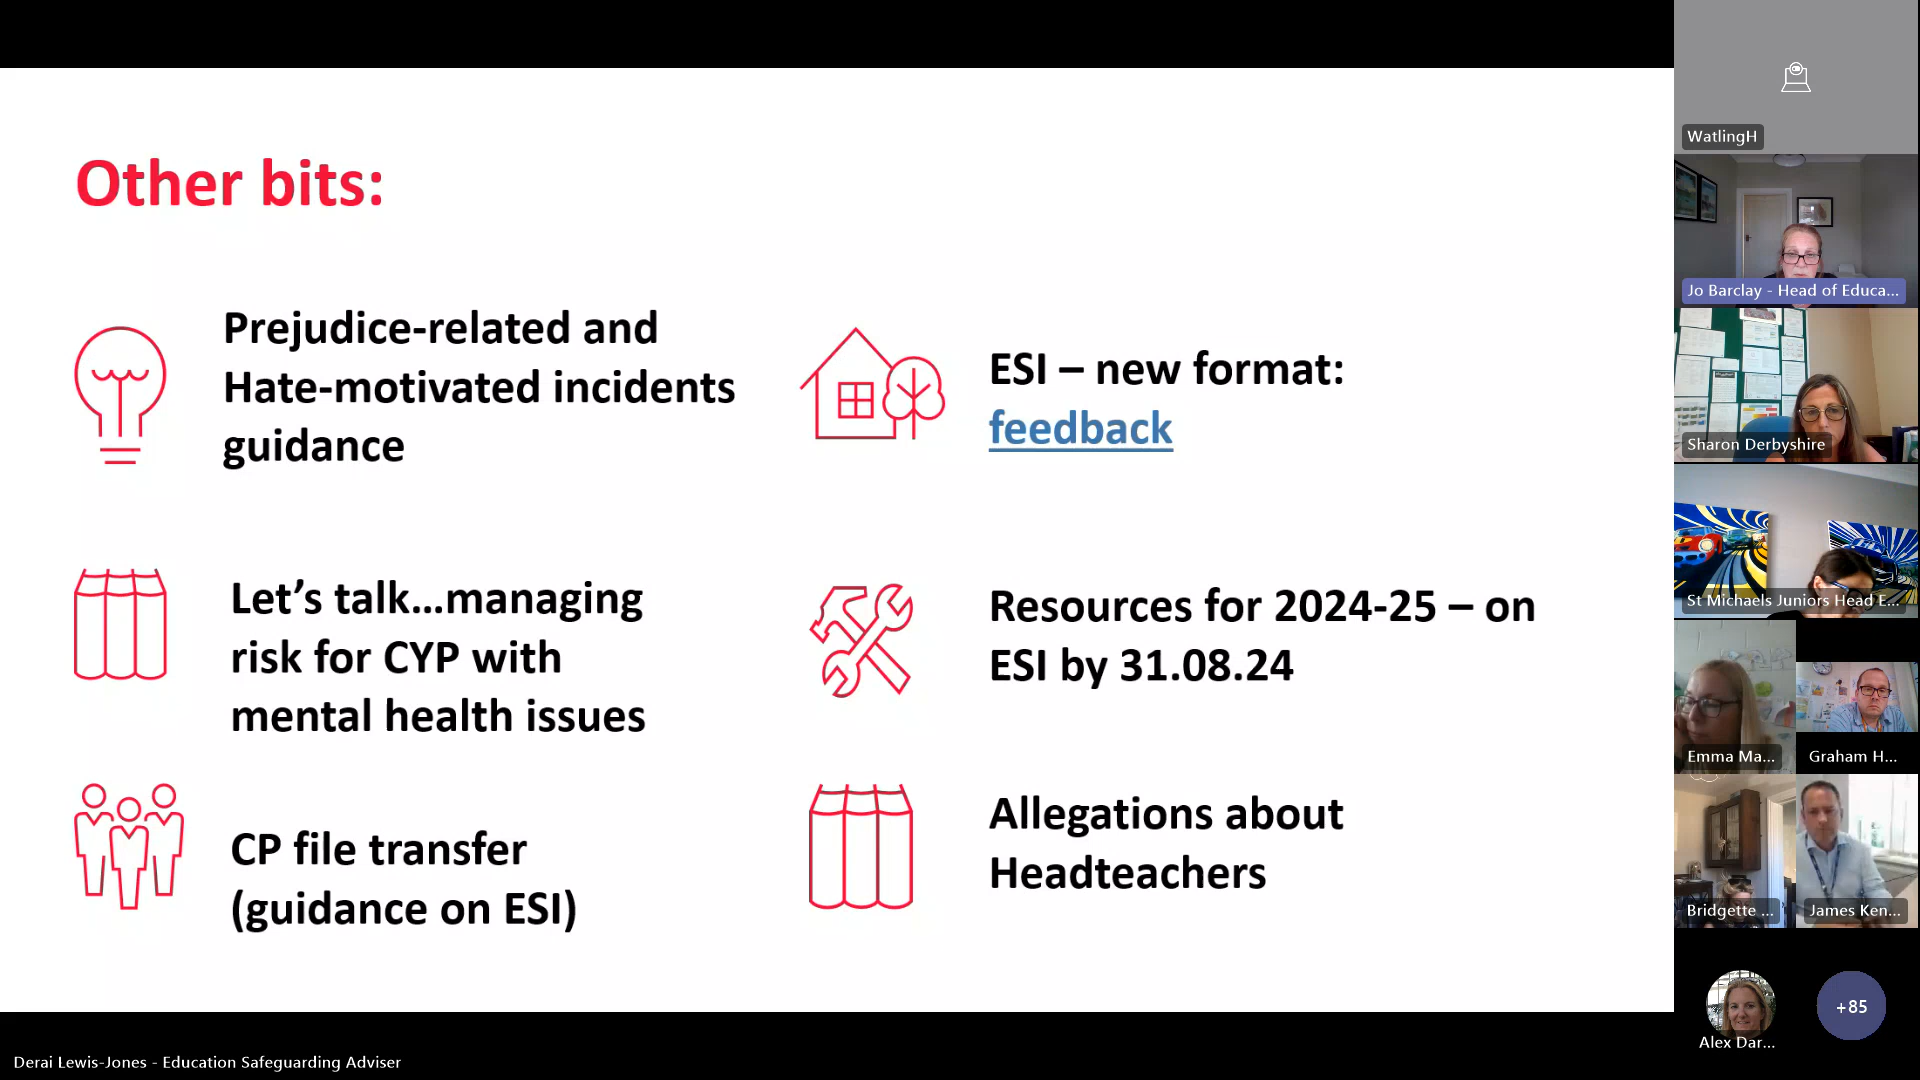 Other bits:
Prejudice-related and
Hate-motivated incidents
guidance
Let’s talk...managing
risk for CYP with
mental health issues
CP file transfer
(guidance on ESI)
ESI – new format:
feedback
Resources for 2024-25 – on
ESI by 31.08.24
Allegations about
Headteachers
WatlingH
Jo Barclay - Head of Educa...
Sharon Derbyshire
St Michaels Juniors Head E...
Emma Ma...
Graham H...
Bridgette ...
James Ken...
Alex Dar...
+85
Derai Lewis-Jones - Education Safeguarding Adviser